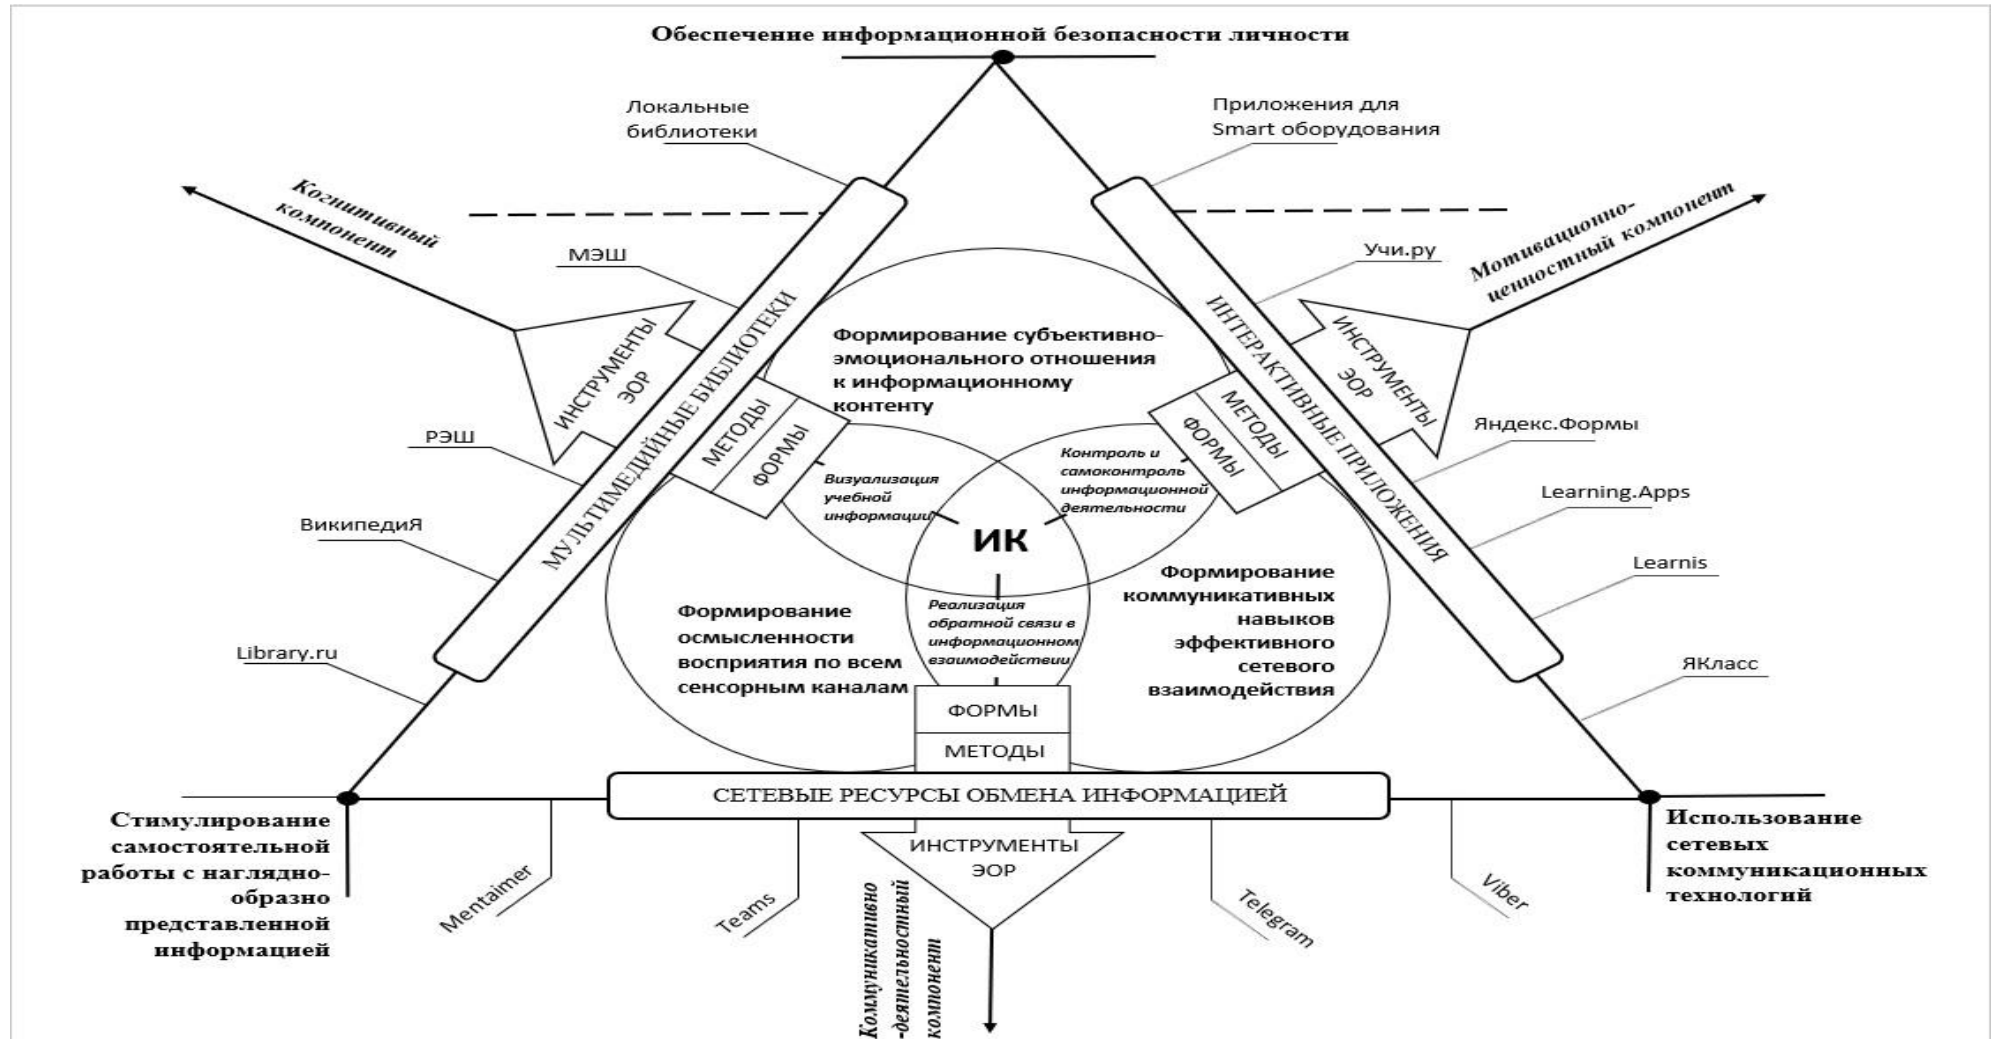 Обеспечение информационной безопасности личности
Локальные
библиотеки
Приложения для
Smart оборудования
Когнитивный
компонент
Мотивационно-
ценностный компонент
МЭШ
Учи.ру
ИНСТРУМЕНТЫ
ЭОР
МУЛЬТИМЕДИЙНЫЕ БИБЛИОТЕКИ
ИНТЕРАКТИВНЫЕ ПРИЛОЖЕНИЯ
ИНСТРУМЕНТЫ
ЭОР
Формирование субъективно-
эмоционального отношения
к информационному
контенту
МЕТОДЫ
ФОРМЫ
МЕТОДЫ
ФОРМЫ
РЭШ
Яндекс.Формы
Визуализация
учебной
информации
Контроль и
самоконтроль
информационной
деятельности
Learning.Apps
ВикипедиЯ
ИК
Learnis
Формирование
осмысленности
восприятия по всем
сенсорным каналам
Реализация
обратной связи в
информационном
взаимодействии
Формирование
коммуникативных
навыков
эффективного
сетевого
взаимодействия
Library.ru
ЯКласс
ФОРМЫ
МЕТОДЫ
СЕТЕВЫЕ РЕСУРСЫ ОБМЕНА ИНФОРМАЦИЕЙ
Стимулирование
самостоятельной
работы с наглядно-
образно
представленной
информацией
Использование
сетевых
коммуникационных
технологий
ИНСТРУМЕНТЫ
ЭОР
Mentaimer
Teams
Telegram
Viber
Коммуникативно
-деятельностный
компонент